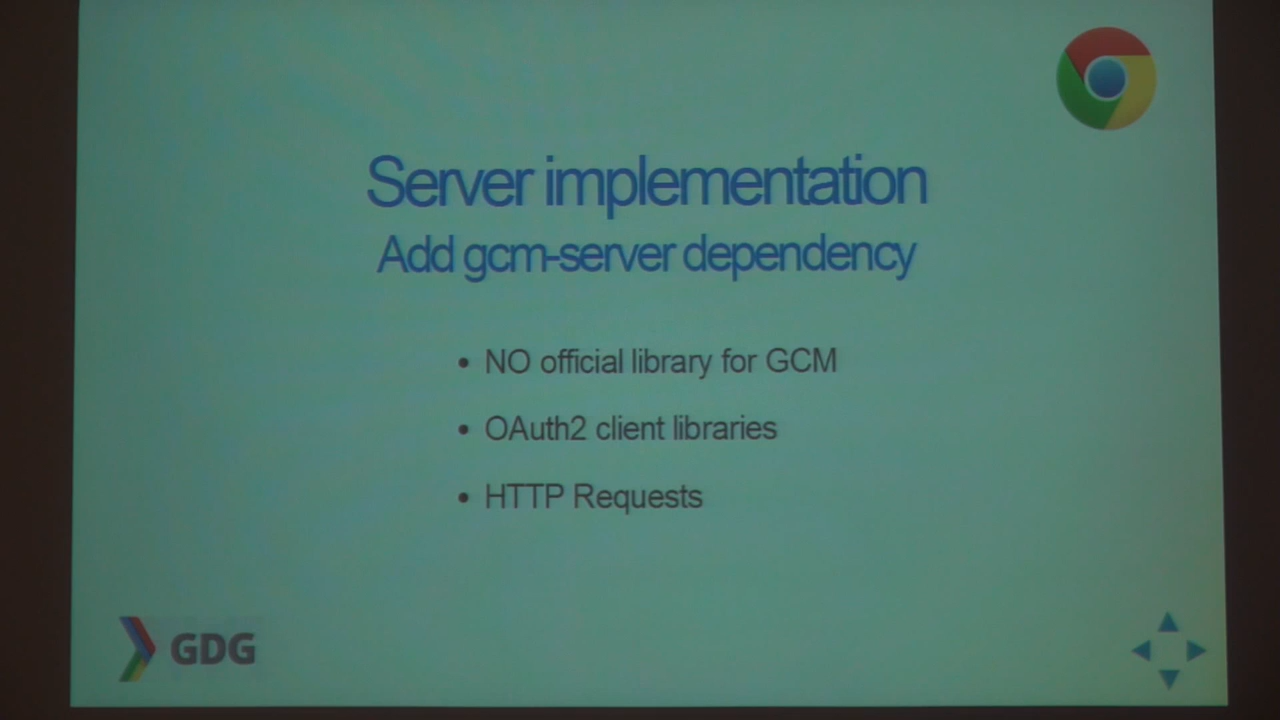 Server implementation
Add gcm-server dependency
• NO official library for GCM
• OAuth2 client libraries
• HTTP Requests
GDG